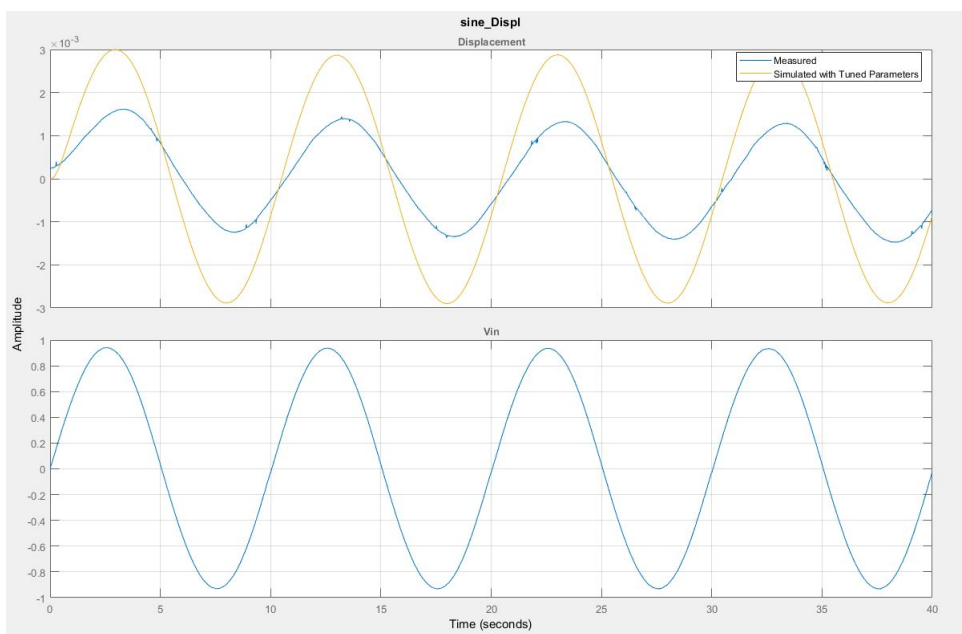 sine_Displ
Displacement
×10⁻³
Measured
Simulated with Tuned Parameters
3
2
1
0
-1
-2
-3
Amplitude
Vin
1
0.8
0.6
0.4
0.2
0
-0.2
-0.4
-0.6
-0.8
-1
0 5 10 15 20 25 30 35 40
Time (seconds)